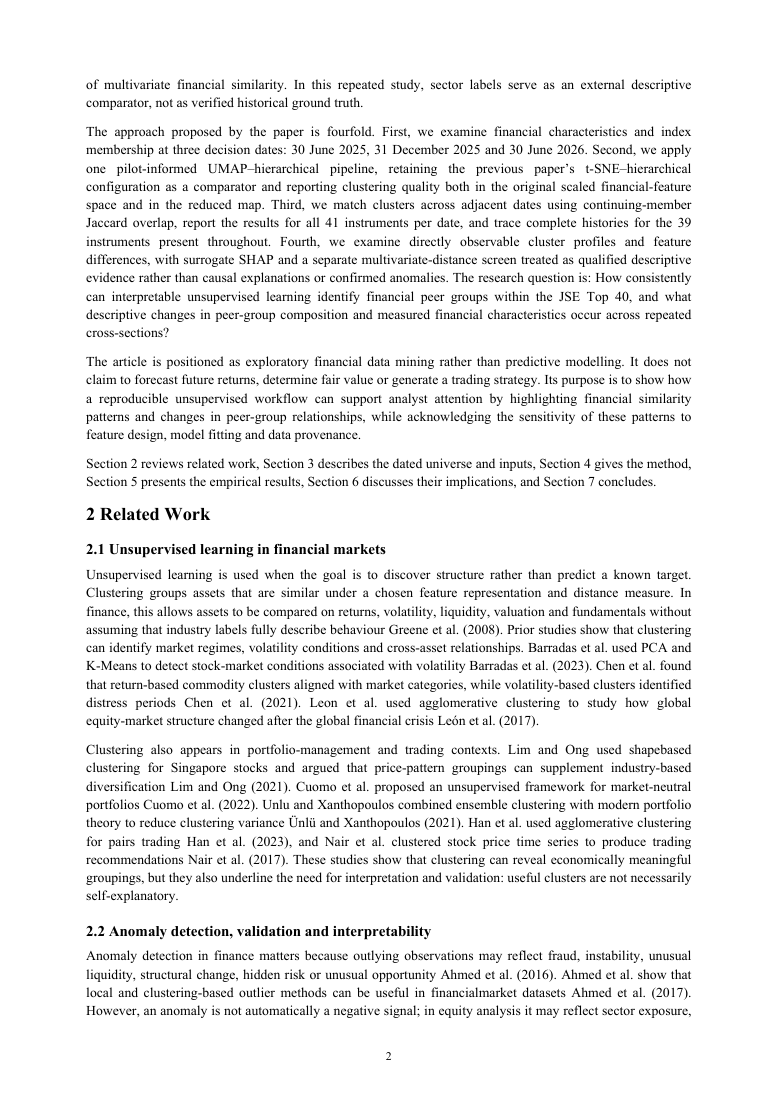 of multivariate financial similarity. In this repeated study, sector labels serve as an external descriptive
comparator, not as verified historical ground truth.
The approach proposed by the paper is fourfold. First, we examine financial characteristics and index
membership at three decision dates: 30 June 2025, 31 December 2025 and 30 June 2026. Second, we apply
one pilot-informed UMAP–hierarchical pipeline, retaining the previous paper's t-SNE–hierarchical
configuration as a comparator and reporting clustering quality both in the original scaled financial-feature
space and in the reduced map. Third, we match clusters across adjacent dates using continuing-member
Jaccard overlap, report the results for all 41 instruments per date, and trace complete histories for the 39
instruments present throughout. Fourth, we examine directly observable cluster profiles and feature
differences, with surrogate SHAP and a separate multivariate-distance screen treated as qualified descriptive
evidence rather than causal explanations or confirmed anomalies. The research question is: How consistently
can interpretable unsupervised learning identify financial peer groups within the JSE Top 40, and what
descriptive changes in peer-group composition and measured financial characteristics occur across repeated
cross-sections?
The article is positioned as exploratory financial data mining rather than predictive modelling. It does not
claim to forecast future returns, determine fair value or generate a trading strategy. Its purpose is to show how
a reproducible unsupervised workflow can support analyst attention by highlighting financial similarity
patterns and changes in peer-group relationships, while acknowledging the sensitivity of these patterns to
feature design, model fitting and data provenance.
Section 2 reviews related work, Section 3 describes the dated universe and inputs, Section 4 gives the method,
Section 5 presents the empirical results, Section 6 discusses their implications, and Section 7 concludes.
2 Related Work
2.1 Unsupervised learning in financial markets
Unsupervised learning is used when the goal is to discover structure rather than predict a known target.
Clustering groups assets that are similar under a chosen feature representation and distance measure. In
finance, this allows assets to be compared on returns, volatility, liquidity, valuation and fundamentals without
assuming that industry labels fully describe behaviour Greene et al. (2008). Prior studies show that clustering
can identify market regimes, volatility conditions and cross-asset relationships. Barradas et al. used PCA and
K-Means to detect stock-market conditions associated with volatility Barradas et al. (2023). Chen et al. found
that return-based commodity clusters aligned with market categories, while volatility-based clusters identified
distress periods Chen et al. (2021). Leon et al. used agglomerative clustering to study how global
equity-market structure changed after the global financial crisis León et al. (2017).
Clustering also appears in portfolio-management and trading contexts. Lim and Ong used shapebased
clustering for Singapore stocks and argued that price-pattern groupings can supplement industry-based
diversification Lim and Ong (2021). Cuomo et al. proposed an unsupervised framework for market-neutral
portfolios Cuomo et al. (2022). Unlu and Xanthopoulos combined ensemble clustering with modern portfolio
theory to reduce clustering variance Ünlü and Xanthopoulos (2021). Han et al. used agglomerative clustering
for pairs trading Han et al. (2023), and Nair et al. clustered stock price time series to produce trading
recommendations Nair et al. (2017). These studies show that clustering can reveal economically meaningful
groupings, but they also underline the need for interpretation and validation: useful clusters are not necessarily
self-explanatory.
2.2 Anomaly detection, validation and interpretability
Anomaly detection in finance matters because outlying observations may reflect fraud, instability, unusual
liquidity, structural change, hidden risk or unusual opportunity Ahmed et al. (2016). Ahmed et al. show that
local and clustering-based outlier methods can be useful in financialmarket datasets Ahmed et al. (2017).
However, an anomaly is not automatically a negative signal; in equity analysis it may reflect sector exposure,
2